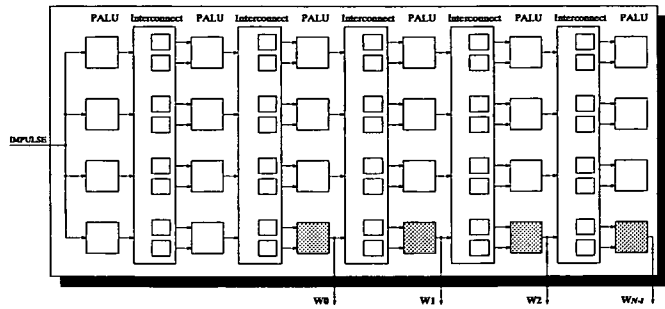 PALU Interconnect PALU Interconnect PALU Interconnect PALU Interconnect PALU Interconnect PALU
IMPULSE
W0 W1 W2 WN-1